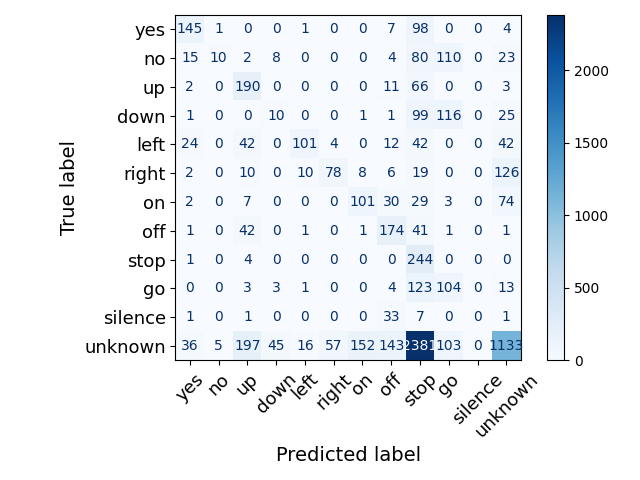 yes 145 1 0 0 1 0 0 7 98 0 0 4
no 15 10 2 8 0 0 0 4 80 110 0 23
up 2 0 190 0 0 0 0 11 66 0 0 3
down 1 0 0 10 0 0 1 1 99 116 0 25
left 24 0 42 0 101 4 0 12 42 0 0 42
right 2 0 10 0 10 78 8 6 19 0 0 126
on 2 0 7 0 0 0 101 30 29 3 0 74
off 1 0 42 0 1 0 1 174 41 1 0 1
stop 1 0 4 0 0 0 0 0 244 0 0 0
go 0 0 3 3 1 0 0 4 123 104 0 13
silence 1 0 1 0 0 0 0 33 7 0 0 1
unknown 36 5 197 45 16 57 152 143 2381 103 0 1133
yes no up down left right on off stop go silence unknown
Predicted label
True label
2000
1500
1000
500
0